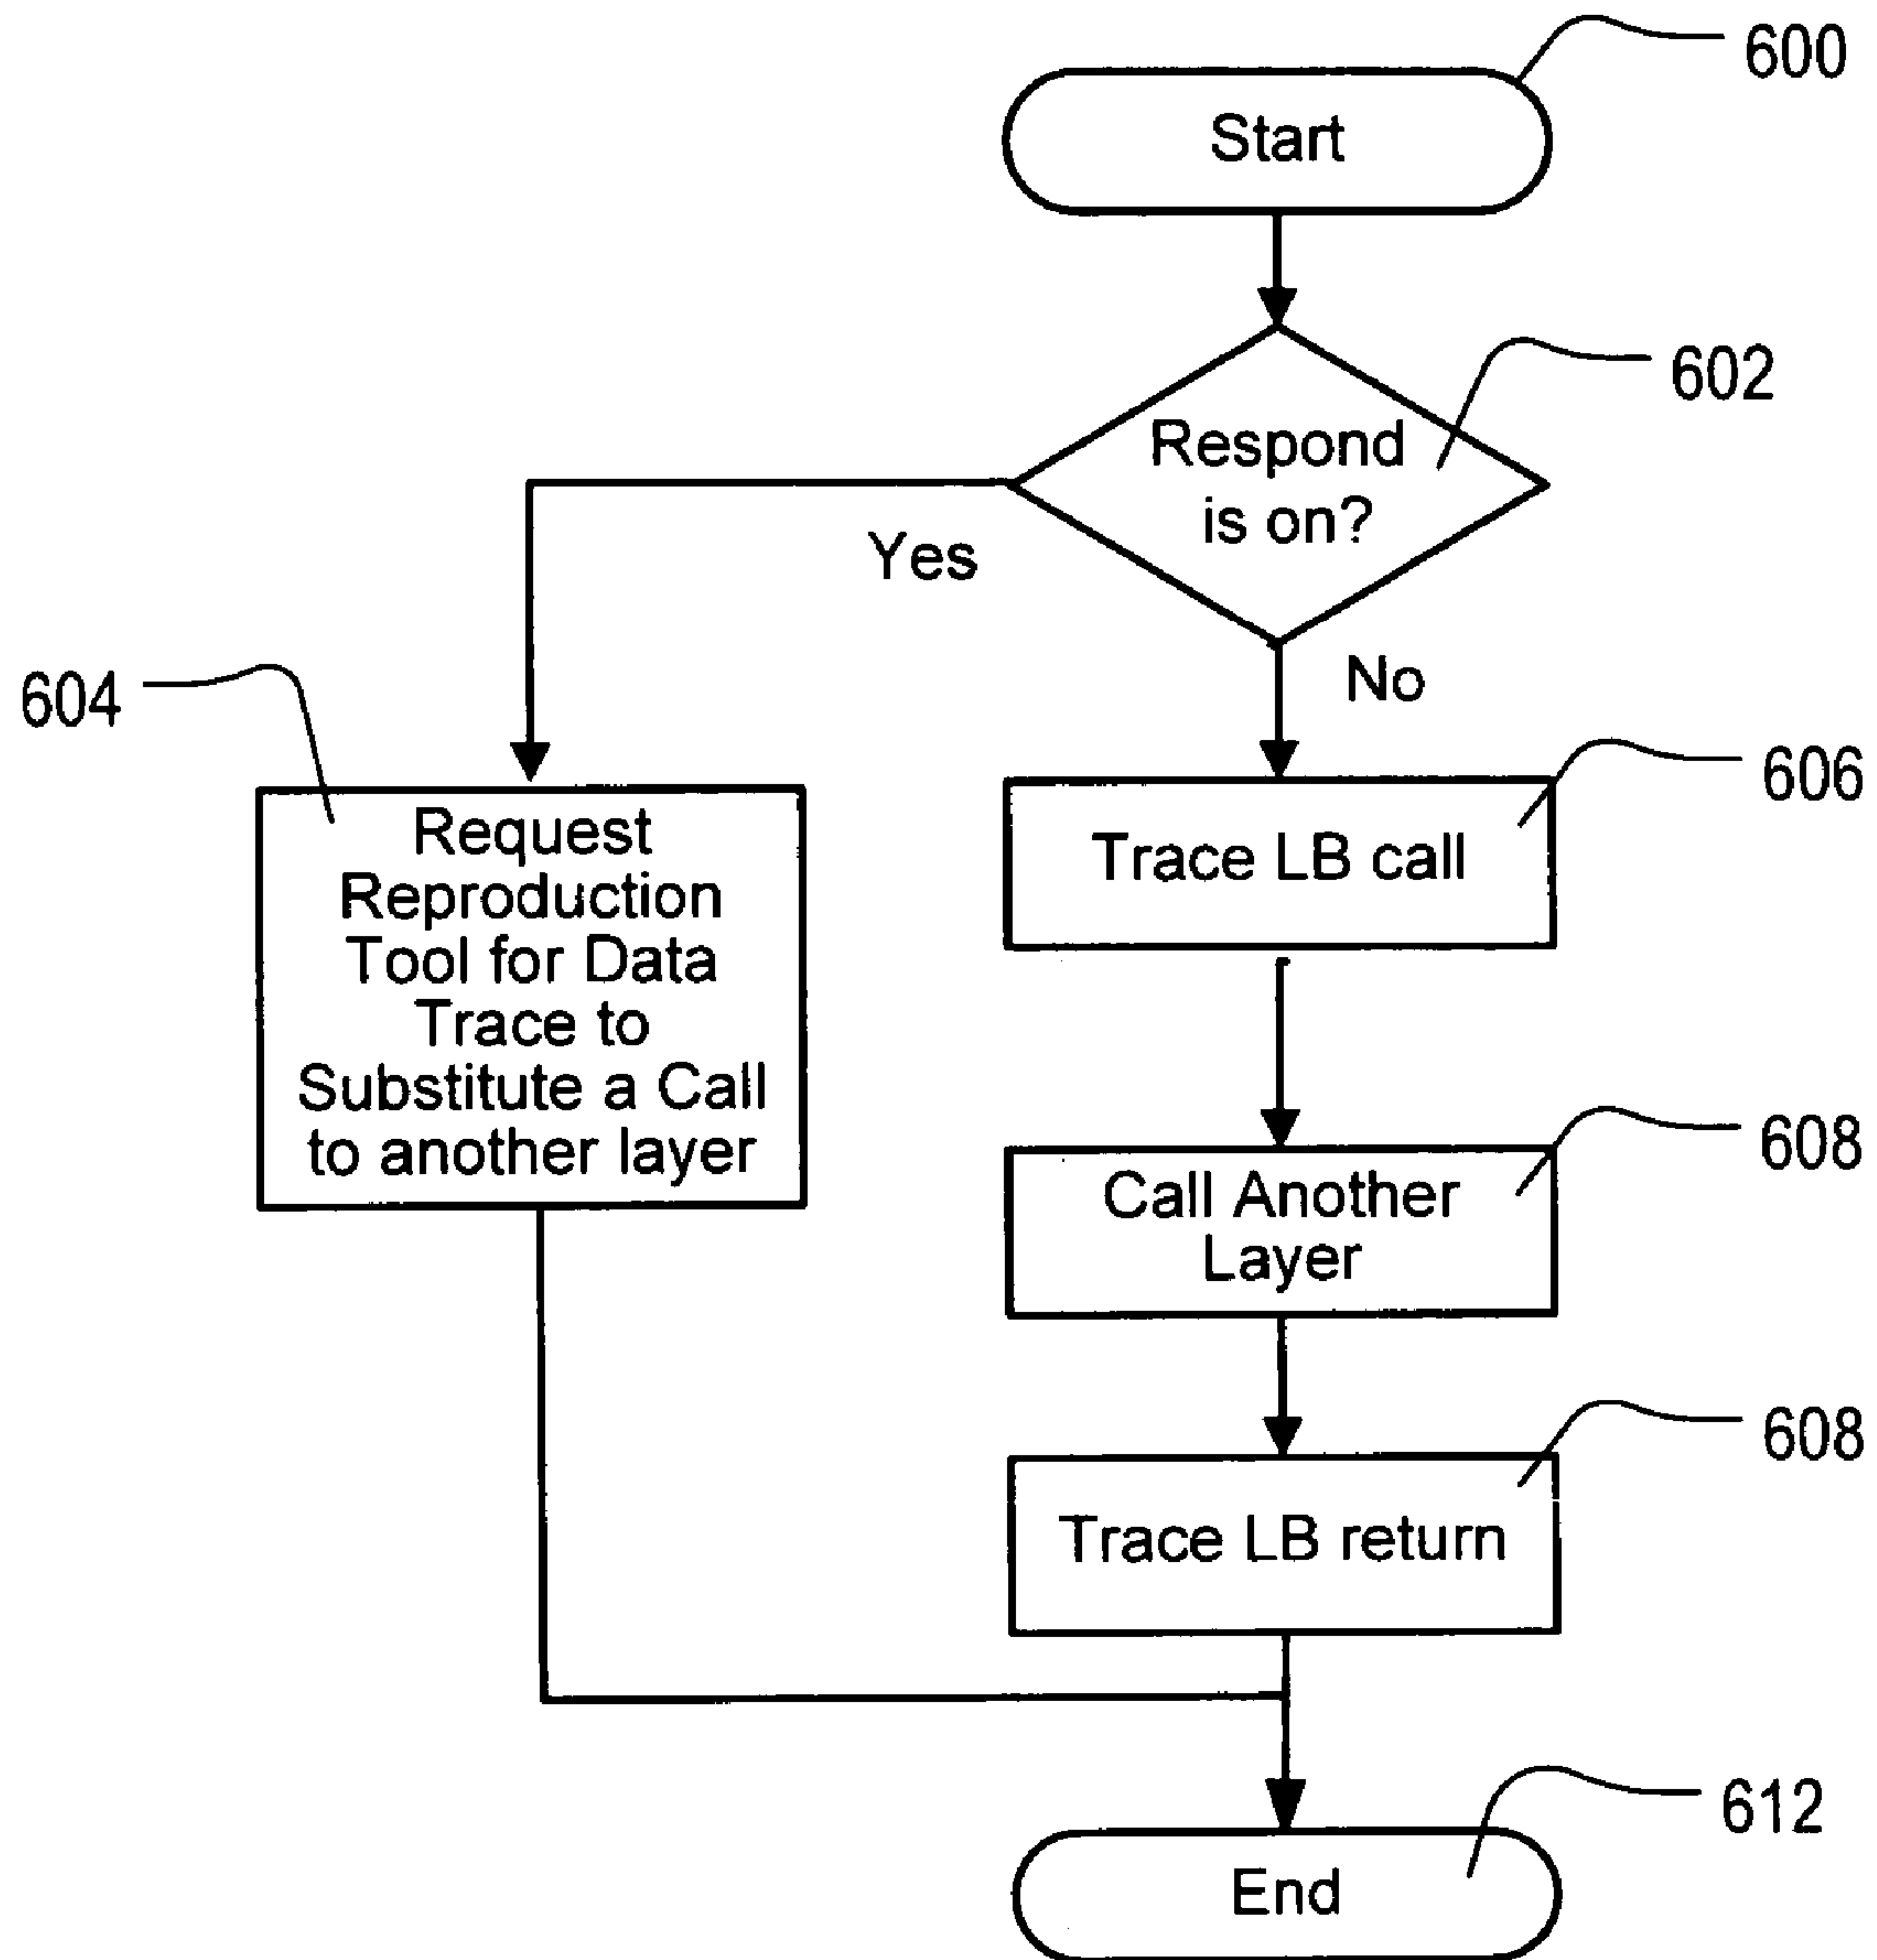 600
Start
602
Respond
is on?
Yes
No
604
606
Request
Reproduction
Tool for Data
Trace to
Substitute a Call
to another layer
Trace LB call
608
Call Another
Layer
608
Trace LB return
612
End